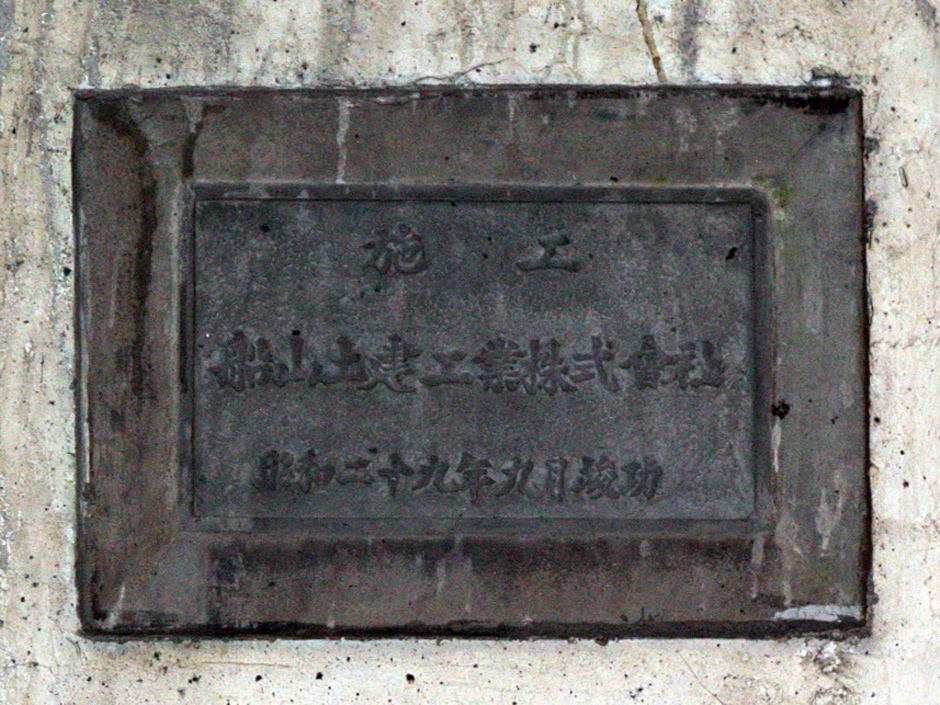 施工
船山土建工業株式會社
昭和二十九年九月竣功